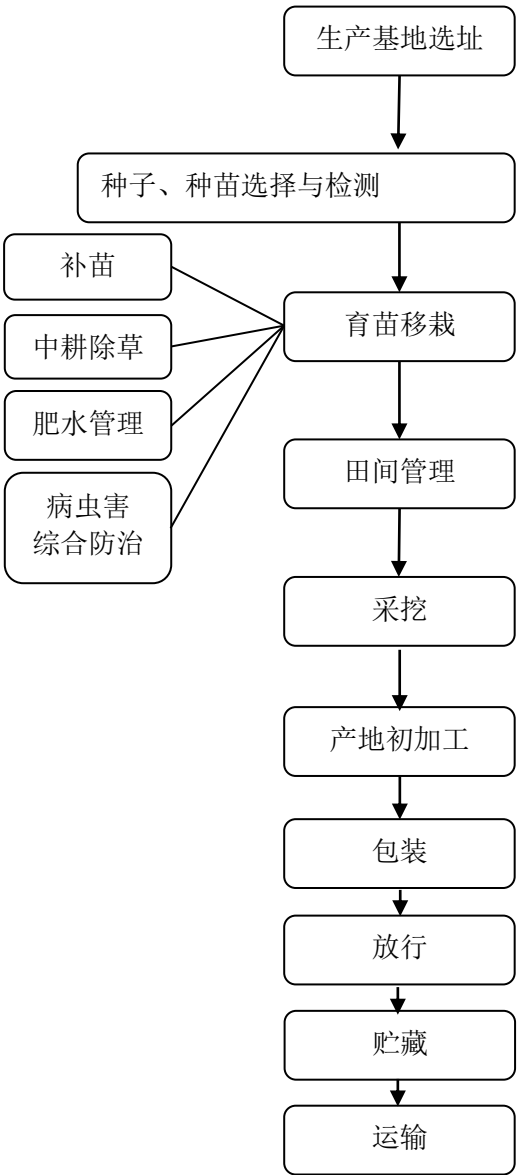 生产基地选址
种子、种苗选择与检测
补苗
育苗移栽
中耕除草
肥水管理
田间管理
病虫害
综合防治
采挖
产地初加工
包装
放行
贮藏
运输